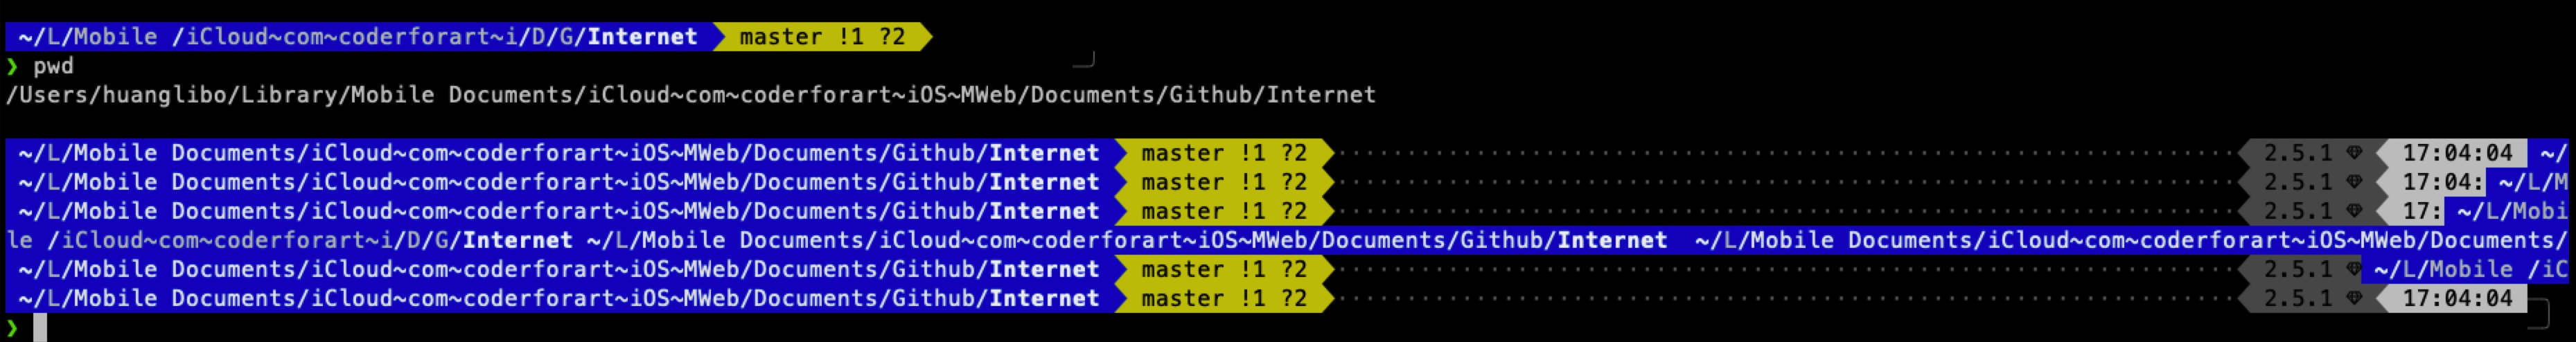 ~/L/Mobile /iCloud~com~coderforart~i/D/G/Internet master !1 ?2
❯ pwd
/Users/huanglibo/Library/Mobile Documents/iCloud~com~coderforart~iOS~MWeb/Documents/Github/Internet
~/L/Mobile Documents/iCloud~com~coderforart~iOS~MWeb/Documents/Github/Internet master !1 ?2 2.5.1 17:04:04 ~/
~/L/Mobile Documents/iCloud~com~coderforart~iOS~MWeb/Documents/Github/Internet master !1 ?2 2.5.1 17:04: ~/L/M
~/L/Mobile Documents/iCloud~com~coderforart~iOS~MWeb/Documents/Github/Internet master !1 ?2 2.5.1 17: ~/L/Mobi
le /iCloud~com~coderforart~i/D/G/Internet ~/L/Mobile Documents/iCloud~com~coderforart~iOS~MWeb/Documents/Github/Internet ~/L/Mobile Documents/iCloud~com~coderforart~iOS~MWeb/Documents/
~/L/Mobile Documents/iCloud~com~coderforart~iOS~MWeb/Documents/Github/Internet master !1 ?2 2.5.1 ~/L/Mobile /iC
~/L/Mobile Documents/iCloud~com~coderforart~iOS~MWeb/Documents/Github/Internet master !1 ?2 2.5.1 17:04:04
❯